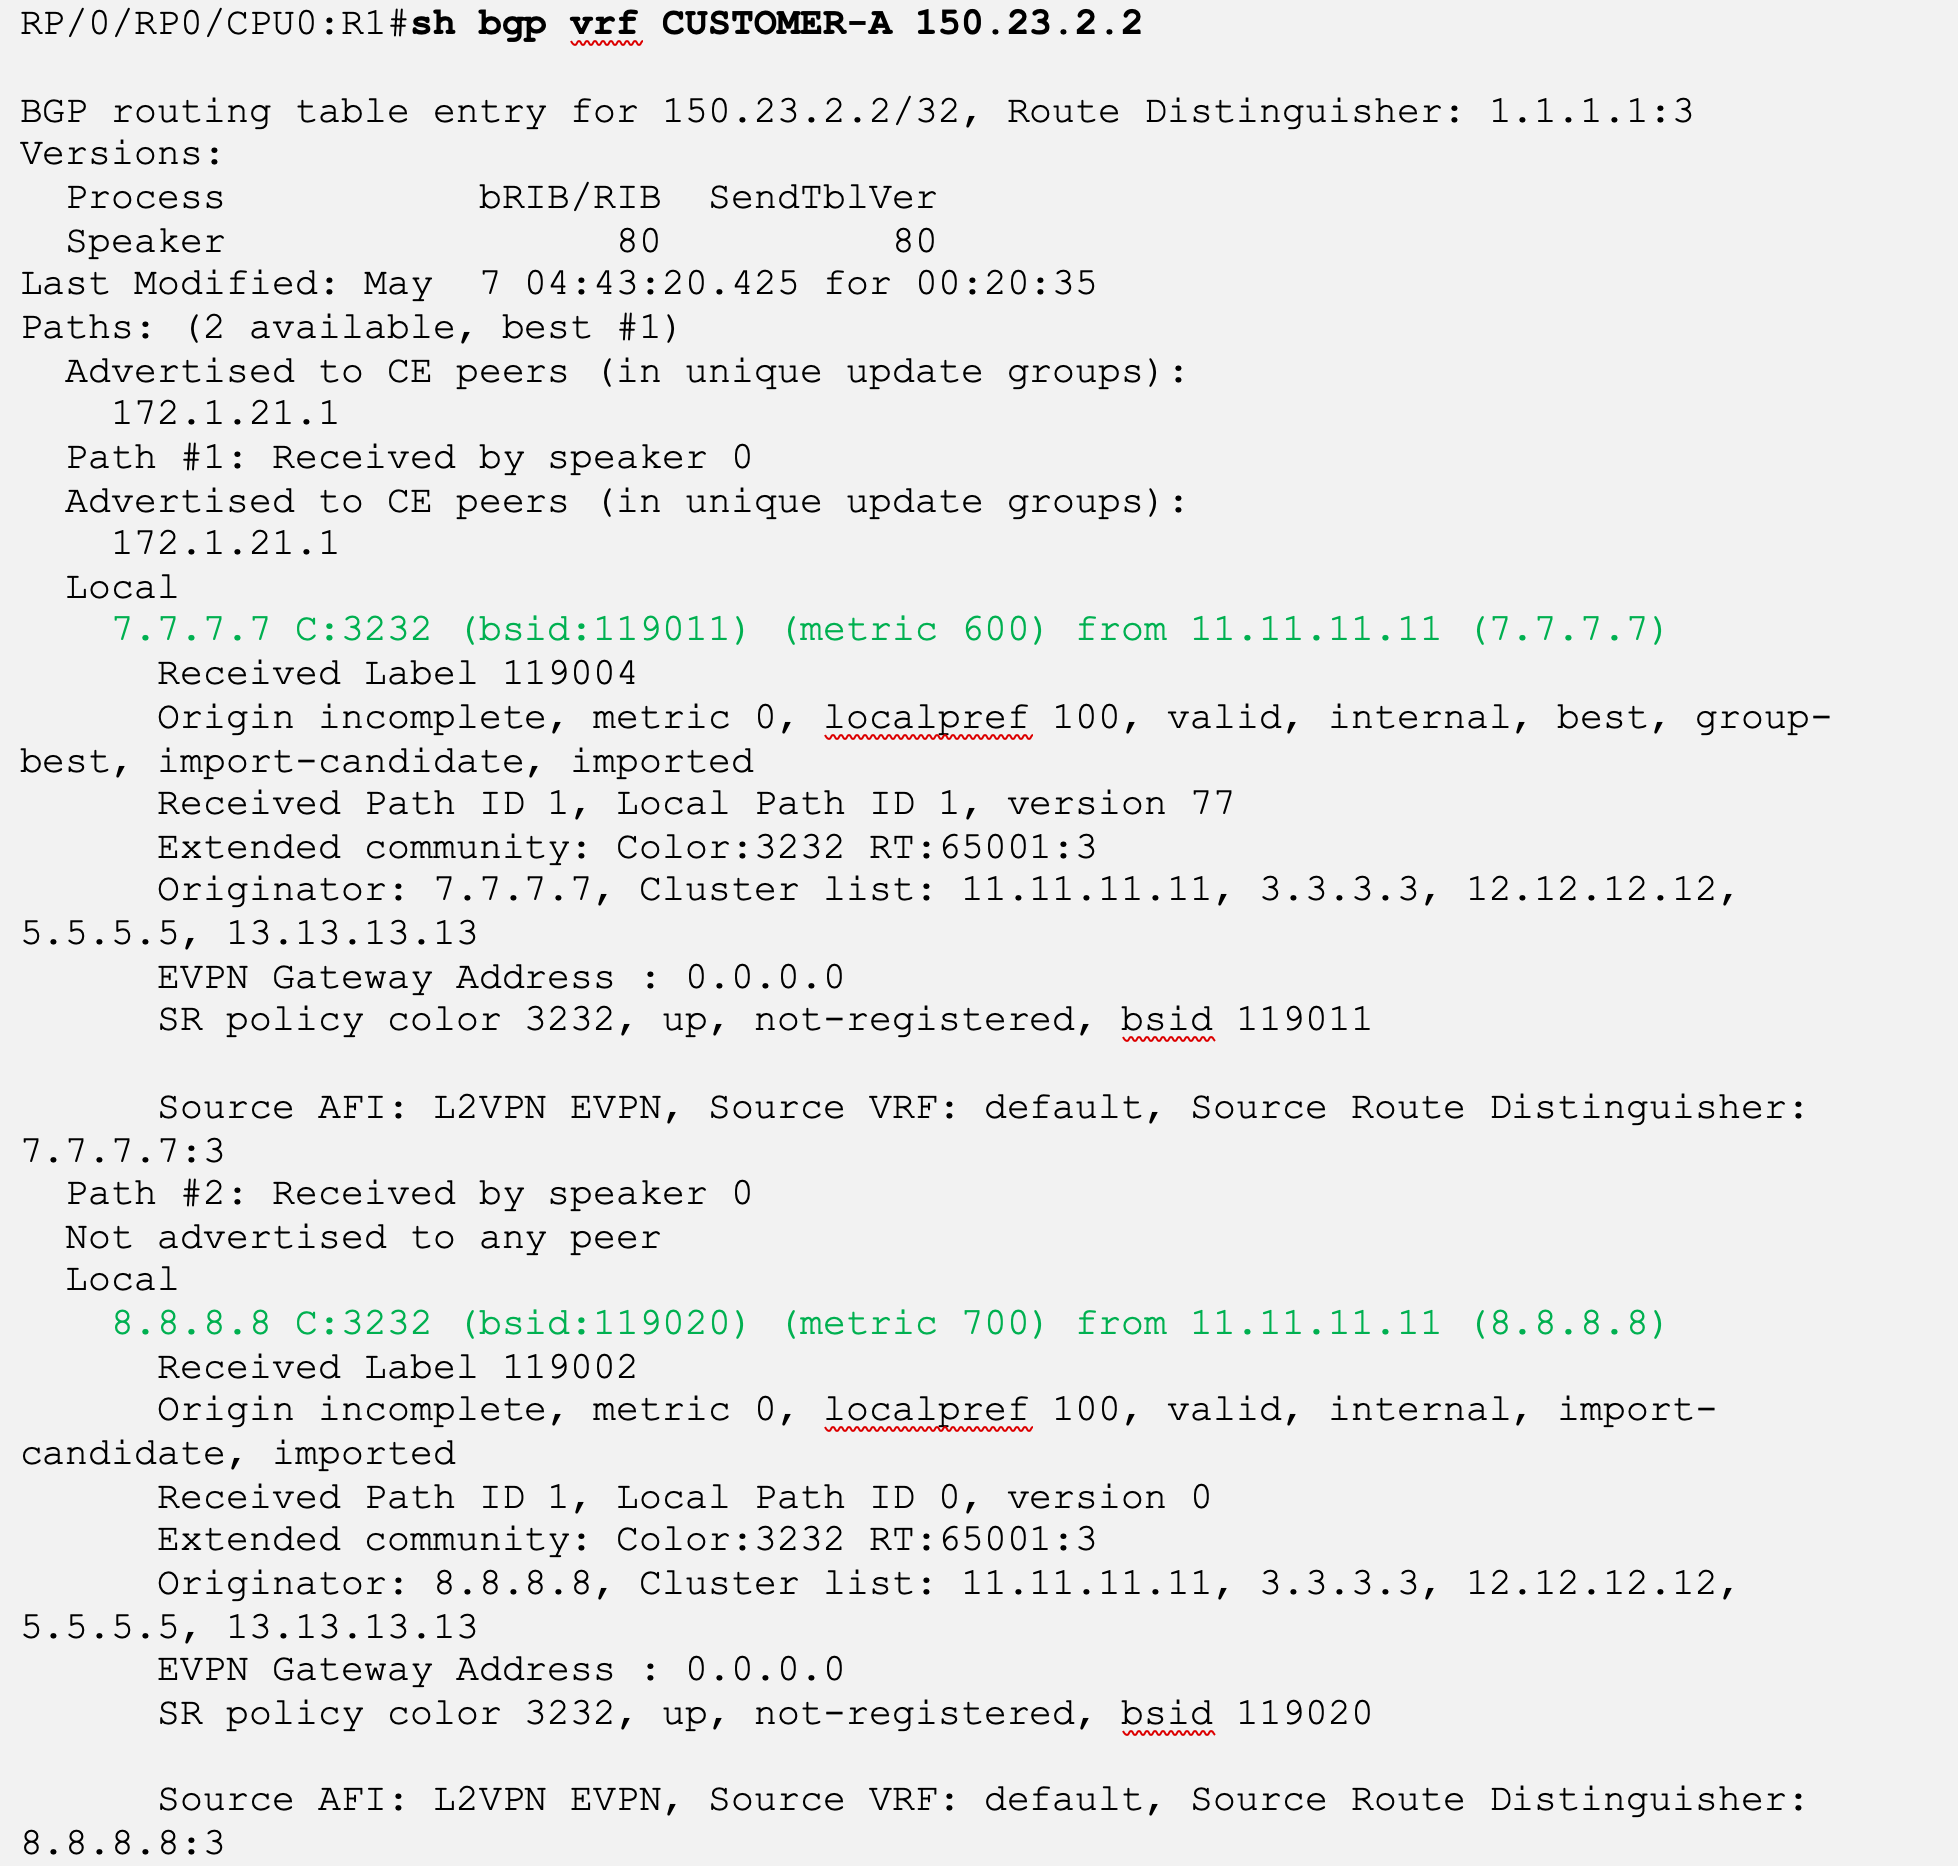 RP/0/RP0/CPU0:R1#sh bgp vrf CUSTOMER-A 150.23.2.2
BGP routing table entry for 150.23.2.2/32, Route Distinguisher: 1.1.1.1:3
Versions:
  Process           bRIB/RIB  SendTblVer
  Speaker                 80          80
Last Modified: May  7 04:43:20.425 for 00:20:35
Paths: (2 available, best #1)
  Advertised to CE peers (in unique update groups):
    172.1.21.1
  Path #1: Received by speaker 0
  Advertised to CE peers (in unique update groups):
    172.1.21.1
  Local
    7.7.7.7 C:3232 (bsid:119011) (metric 600) from 11.11.11.11 (7.7.7.7)
      Received Label 119004
      Origin incomplete, metric 0, localpref 100, valid, internal, best, group-
best, import-candidate, imported
      Received Path ID 1, Local Path ID 1, version 77
      Extended community: Color:3232 RT:65001:3
      Originator: 7.7.7.7, Cluster list: 11.11.11.11, 3.3.3.3, 12.12.12.12,
5.5.5.5, 13.13.13.13
      EVPN Gateway Address : 0.0.0.0
      SR policy color 3232, up, not-registered, bsid 119011
      Source AFI: L2VPN EVPN, Source VRF: default, Source Route Distinguisher:
7.7.7.7:3
  Path #2: Received by speaker 0
  Not advertised to any peer
  Local
    8.8.8.8 C:3232 (bsid:119020) (metric 700) from 11.11.11.11 (8.8.8.8)
      Received Label 119002
      Origin incomplete, metric 0, localpref 100, valid, internal, import-
candidate, imported
      Received Path ID 1, Local Path ID 0, version 0
      Extended community: Color:3232 RT:65001:3
      Originator: 8.8.8.8, Cluster list: 11.11.11.11, 3.3.3.3, 12.12.12.12,
5.5.5.5, 13.13.13.13
      EVPN Gateway Address : 0.0.0.0
      SR policy color 3232, up, not-registered, bsid 119020
      Source AFI: L2VPN EVPN, Source VRF: default, Source Route Distinguisher:
8.8.8.8:3